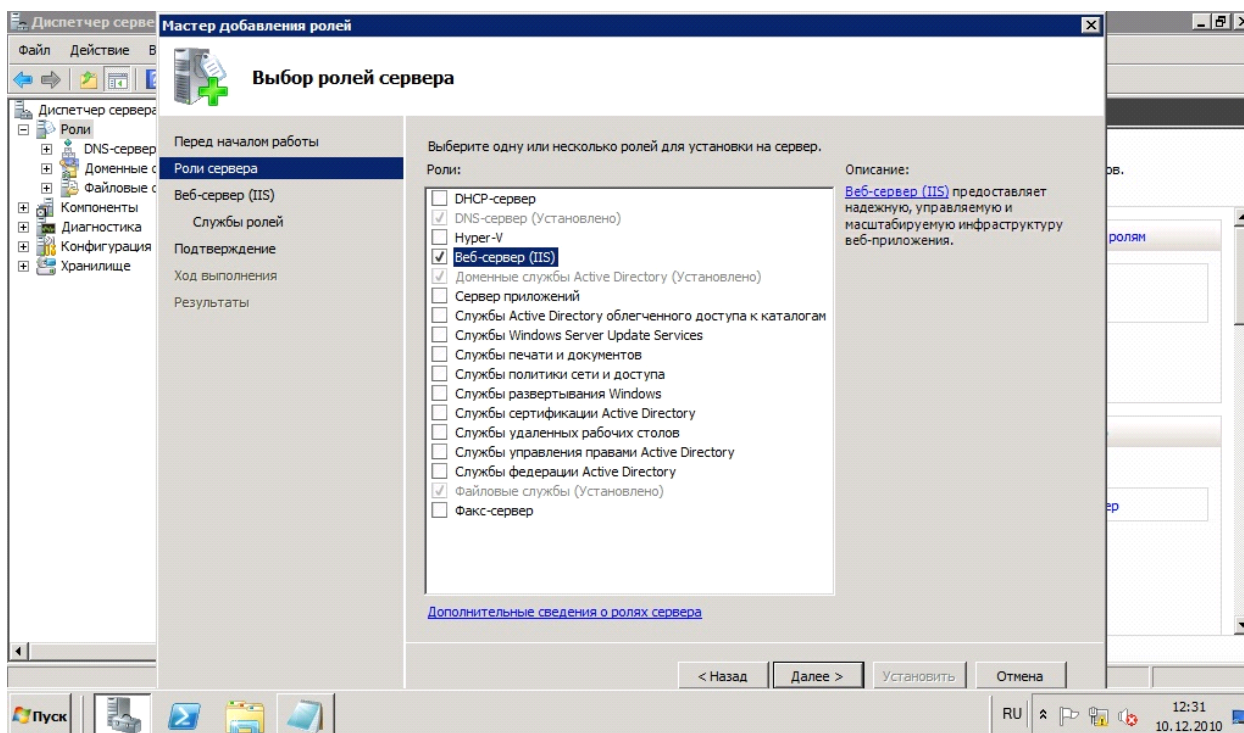 Диспетчер серве
Мастер добавления ролей
Файл Действие В
Выбор ролей сервера
Диспетчер сервера
Роли
DNS-сервер
Доменные с
Файловые с
Компоненты
Диагностика
Конфигурация
Хранилище
Перед началом работы
Роли сервера
Веб-сервер (IIS)
Службы ролей
Подтверждение
Ход выполнения
Результаты
Выберите одну или несколько ролей для установки на сервер.
Роли:
DHCP-сервер
DNS-сервер (Установлено)
Hyper-V
Веб-сервер (IIS)
Доменные службы Active Directory (Установлено)
Сервер приложений
Службы Active Directory облегченного доступа к каталогам
Службы Windows Server Update Services
Службы печати и документов
Службы политики сети и доступа
Службы развертывания Windows
Службы сертификации Active Directory
Службы удаленных рабочих столов
Службы управления правами Active Directory
Службы федерации Active Directory
Файловые службы (Установлено)
Факс-сервер
Дополнительные сведения о ролях сервера
Описание:
Веб-сервер (IIS) предоставляет
надежную, управляемую и
масштабируемую инфраструктуру
веб-приложения.
ов.
ролям
ер
< Назад Далее > Установить Отмена
Пуск
RU
12:31
10.12.2010